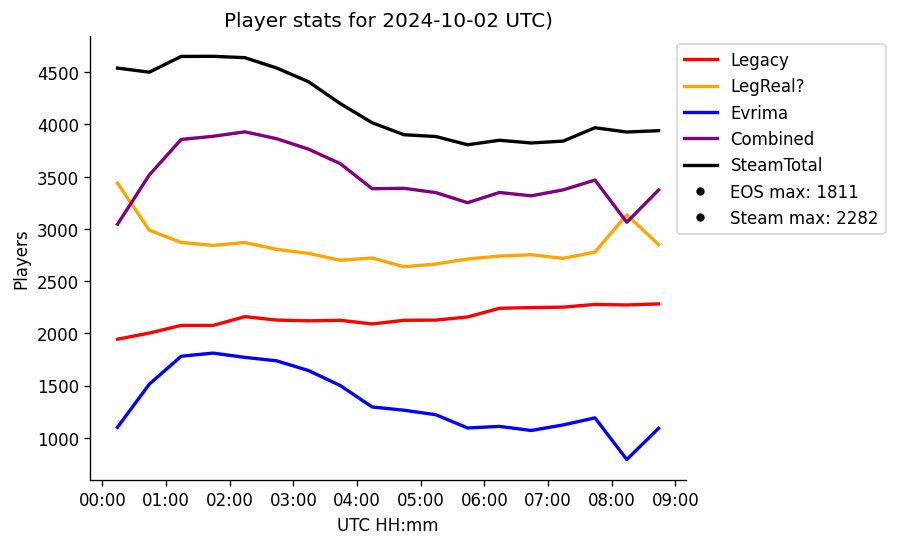 Player stats for 2024-10-02 UTC)
Legacy
LegReal?
Evrima
Combined
SteamTotal
EOS max: 1811
Steam max: 2282
Players
4500
4000
3500
3000
2500
2000
1500
1000
00:00 01:00 02:00 03:00 04:00 05:00 06:00 07:00 08:00 09:00
UTC HH:mm